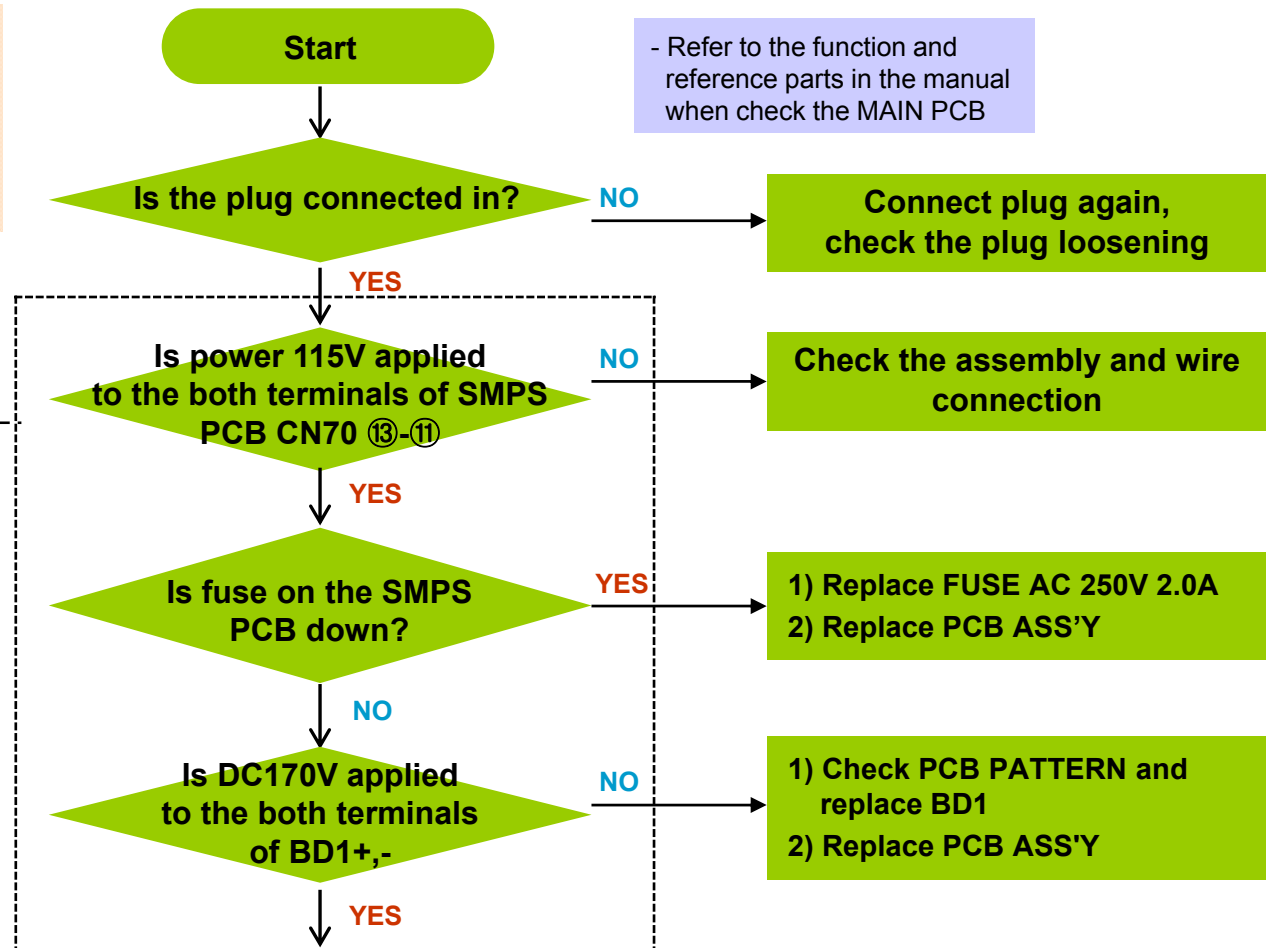 Start
- Refer to the function and
reference parts in the manual
when check the MAIN PCB
Is the plug connected in?
NO
Connect plug again,
check the plug loosening
YES
Is power 115V applied
to the both terminals of SMPS
PCB CN70 ⑬-⑪
NO
Check the assembly and wire
connection
YES
Is fuse on the SMPS
PCB down?
YES
1) Replace FUSE AC 250V 2.0A
2) Replace PCB ASS’Y
NO
Is DC170V applied
to the both terminals
of BD1+,-
NO
1) Check PCB PATTERN and
replace BD1
2) Replace PCB ASS'Y
YES